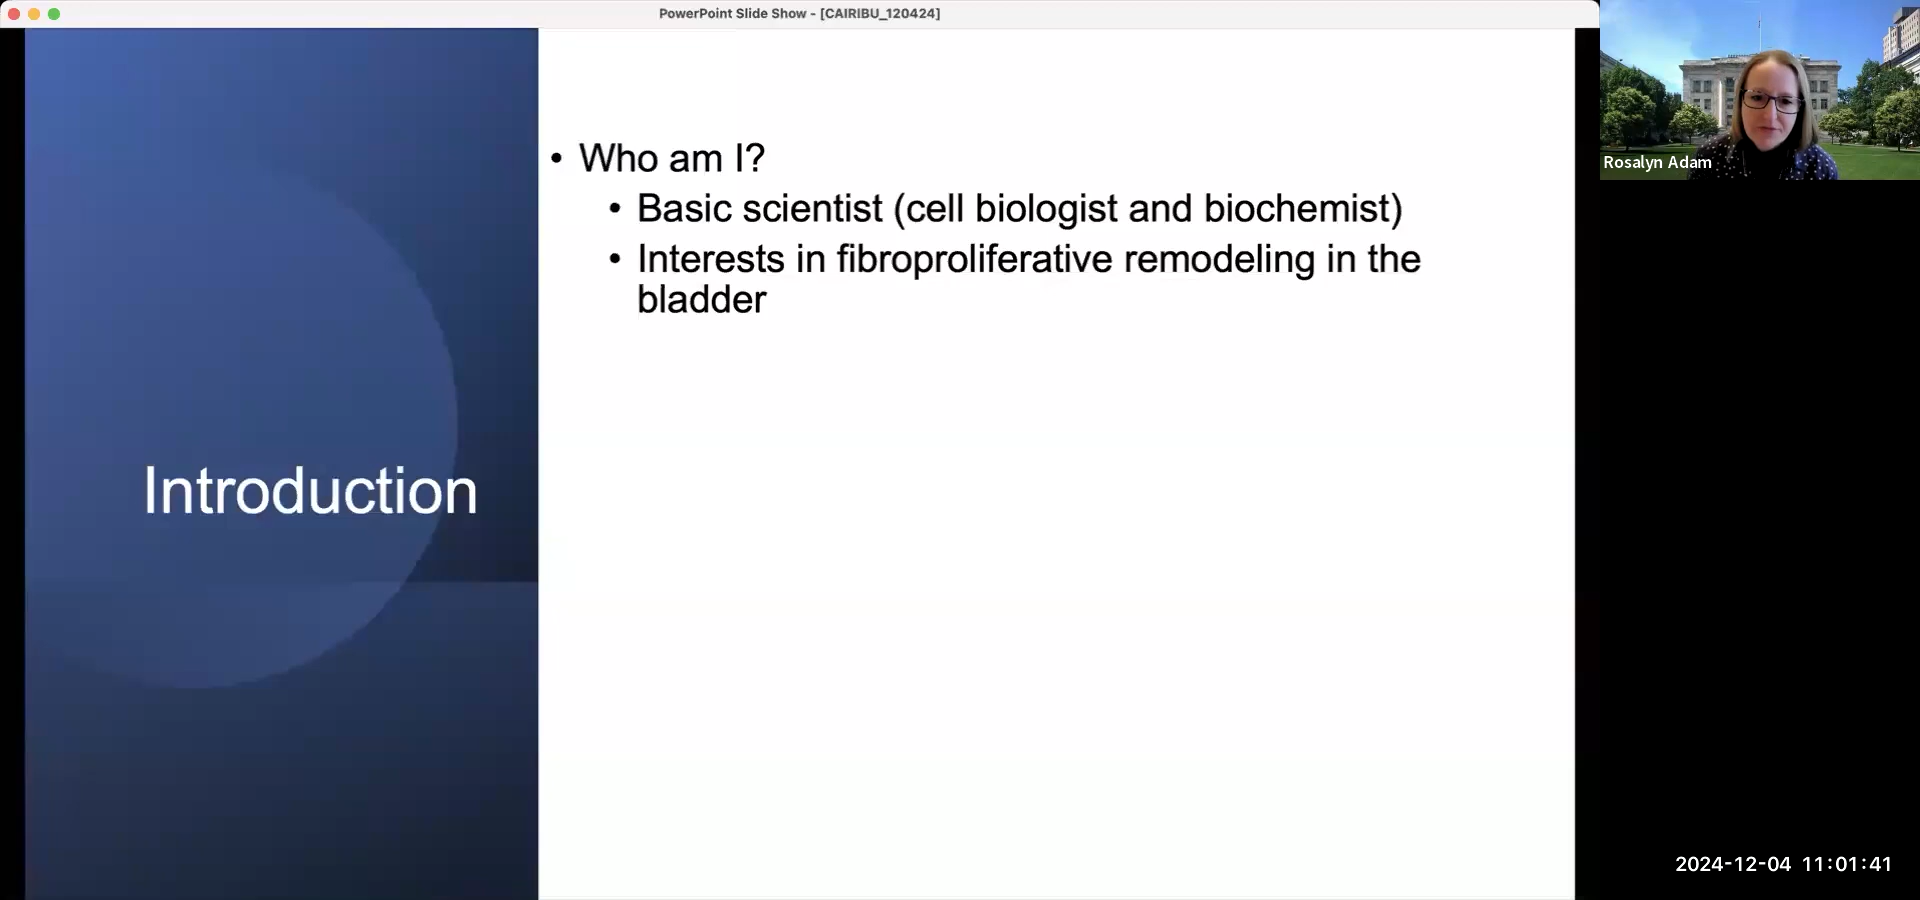 PowerPoint Slide Show - [CAIRIBU_120424]
Introduction
• Who am I?
• Basic scientist (cell biologist and biochemist)
• Interests in fibroproliferative remodeling in the
bladder
Rosalyn Adam
2024-12-04 11:01:41